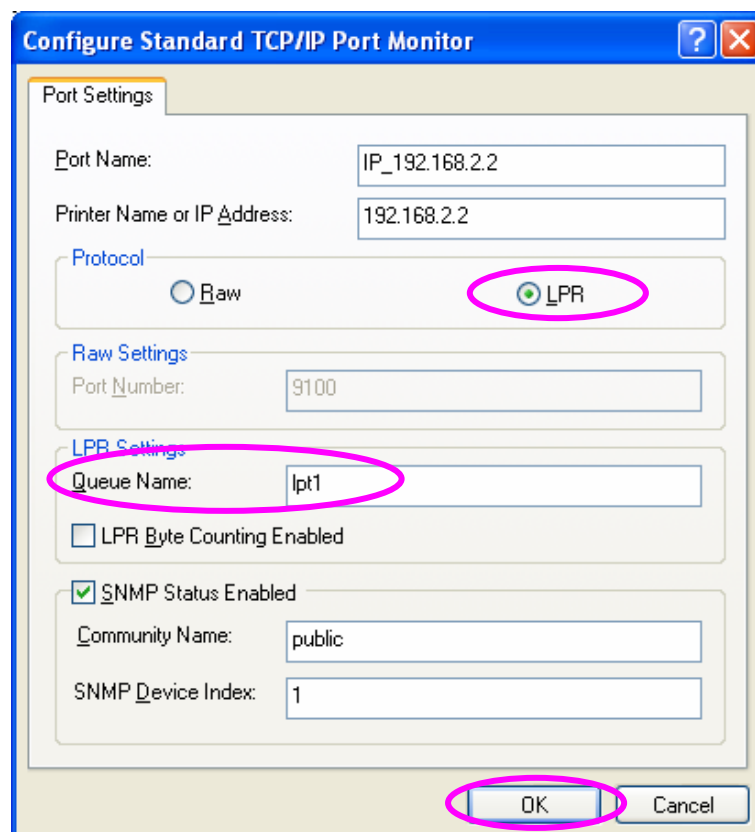 Configure Standard TCP/IP Port Monitor
Port Settings
Port Name: IP_192.168.2.2
Printer Name or IP Address: 192.168.2.2
Protocol
Raw LPR
Raw Settings
Port Number: 9100
LPR Settings
Queue Name: lpt1
LPR Byte Counting Enabled
SNMP Status Enabled
Community Name: public
SNMP Device Index: 1
OK Cancel